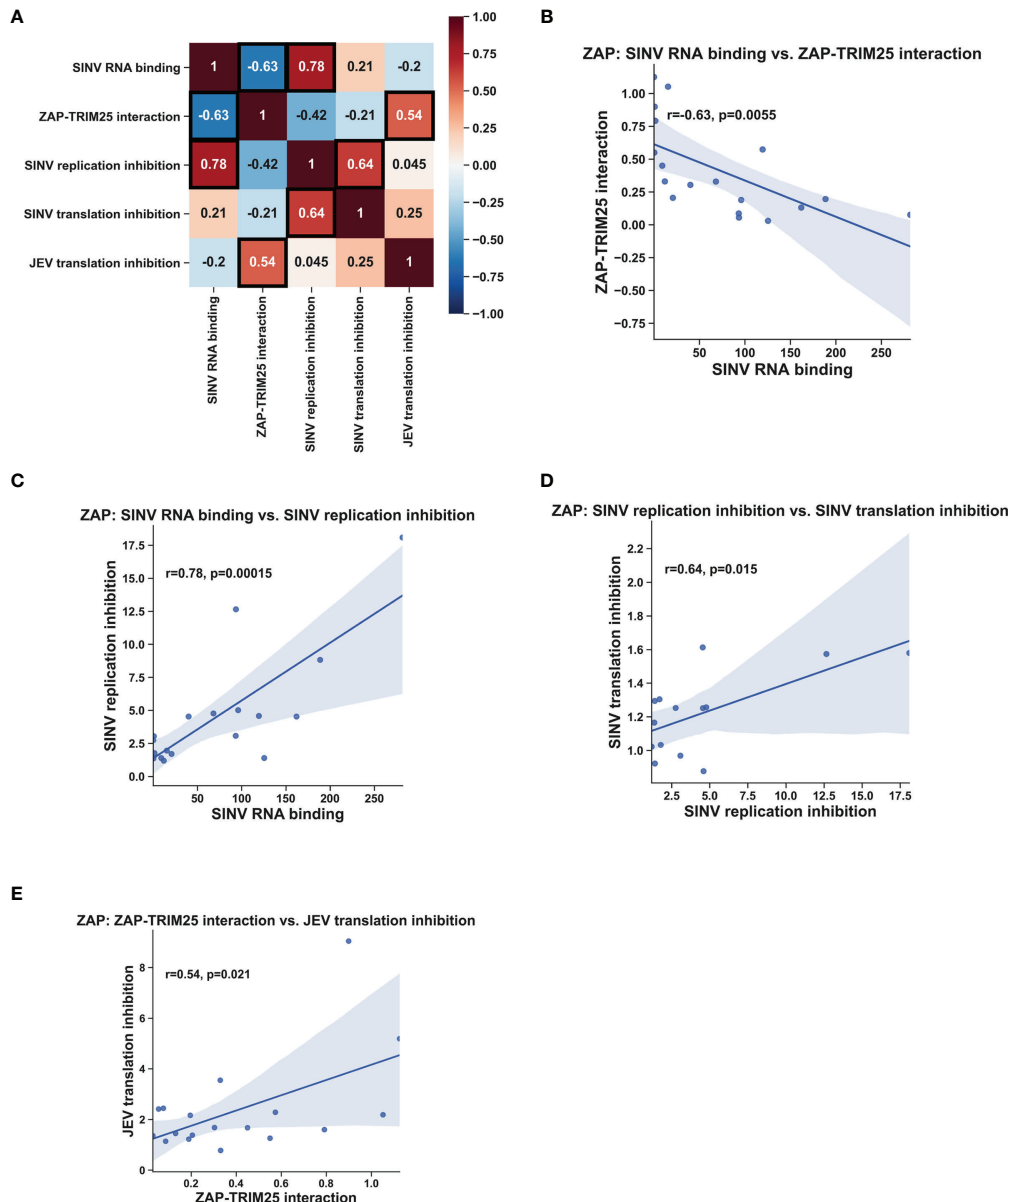 A
SINV RNA binding
ZAP-TRIM25 interaction
SINV replication inhibition
SINV translation inhibition
JEV translation inhibition
1 -0.63 0.78 0.21 -0.2
-0.63 1 -0.42 -0.21 0.54
0.78 -0.42 1 0.64 0.045
0.21 -0.21 0.64 1 0.25
-0.2 0.54 0.045 0.25 1
SINV RNA binding
ZAP-TRIM25 interaction
SINV replication inhibition
SINV translation inhibition
JEV translation inhibition
1.00
0.75
0.50
0.25
0.00
−0.25
−0.50
−0.75
−1.00
B
ZAP: SINV RNA binding vs. ZAP-TRIM25 interaction
r=-0.63, p=0.0055
ZAP-TRIM25 interaction
1.00
0.75
0.50
0.25
0.00
−0.25
−0.50
−0.75
50 100 150 200 250
SINV RNA binding
C
ZAP: SINV RNA binding vs. SINV replication inhibition
r=0.78, p=0.00015
SINV replication inhibition
17.5
15.0
12.5
10.0
7.5
5.0
2.5
0.0
50 100 150 200 250
SINV RNA binding
D
ZAP: SINV replication inhibition vs. SINV translation inhibition
r=0.64, p=0.015
SINV translation inhibition
2.2
2.0
1.8
1.6
1.4
1.2
1.0
2.5 5.0 7.5 10.0 12.5 15.0 17.5
SINV replication inhibition
E
ZAP: ZAP-TRIM25 interaction vs. JEV translation inhibition
r=0.54, p=0.021
JEV translation inhibition
8
6
4
2
0
0.2 0.4 0.6 0.8 1.0
ZAP-TRIM25 interaction